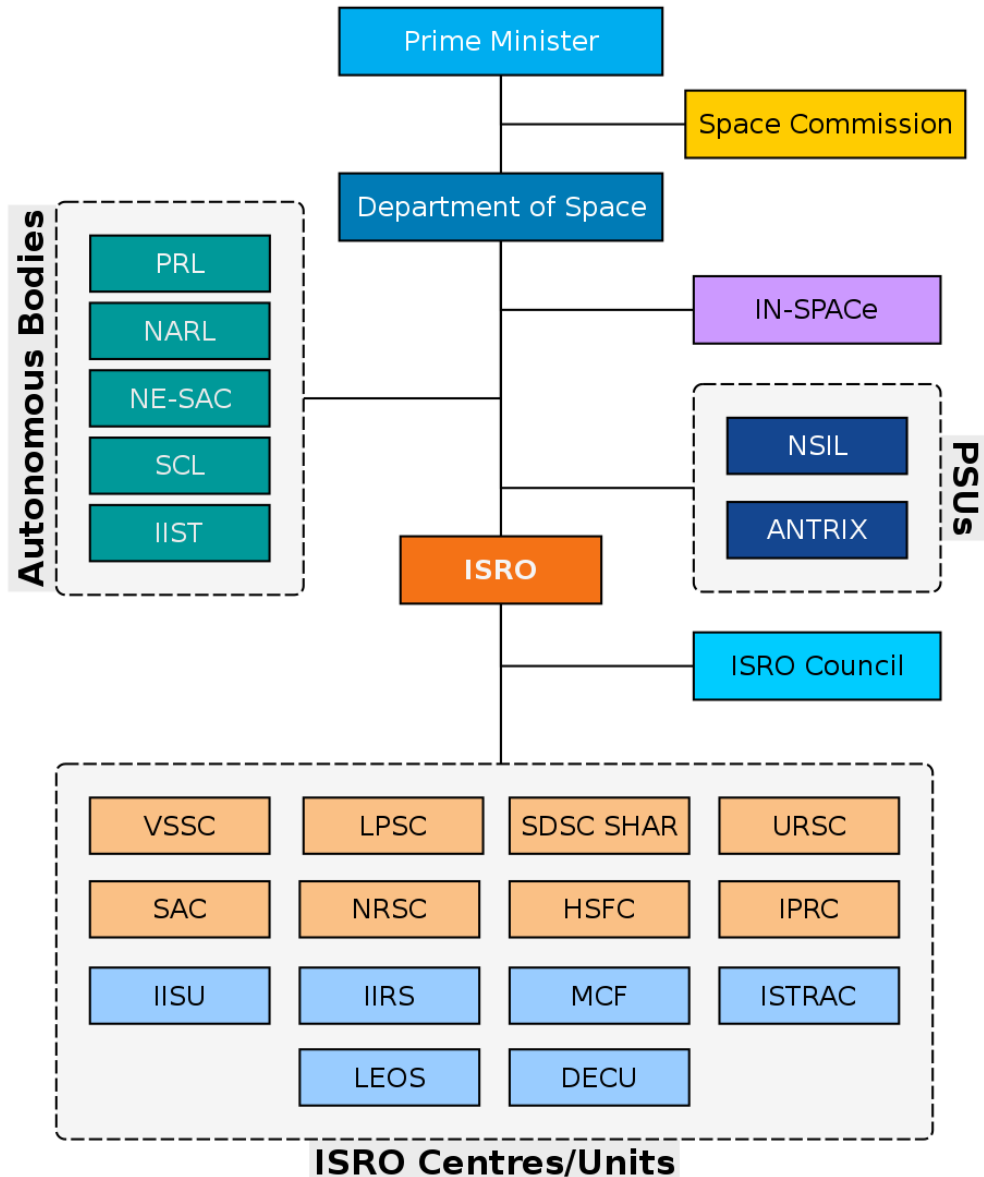 Prime Minister
Space Commission
Department of Space
Autonomous Bodies
PRL
NARL
NE-SAC
SCL
IIST
IN-SPACe
NSIL
ANTRIX
PSUs
ISRO
ISRO Council
VSSC
LPSC
SDSC SHAR
URSC
SAC
NRSC
HSFC
IPRC
IISU
IIRS
MCF
ISTRAC
LEOS
DECU
ISRO Centres/Units